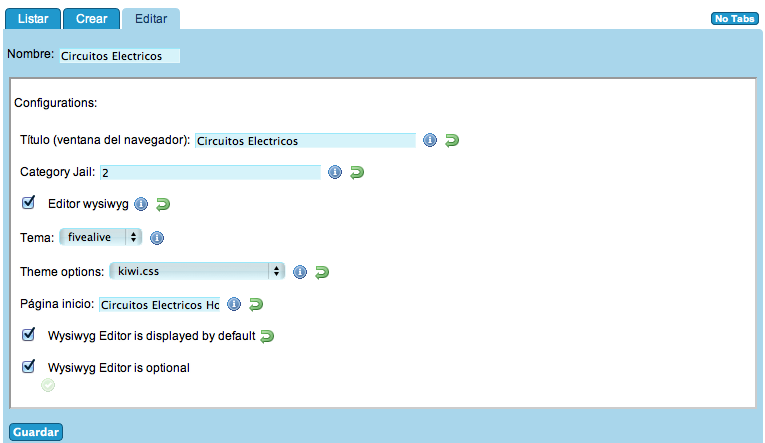 Listar Crear Editar No Tabs
Nombre: Circuitos Electricos
Configurations:
Título (ventana del navegador): Circuitos Electricos
Category Jail: 2
Editor wysiwyg
Tema: fivealive
Theme options: kiwi.css
Página inicio: Circuitos Electricos Ho
Wysiwyg Editor is displayed by default
Wysiwyg Editor is optional
Guardar